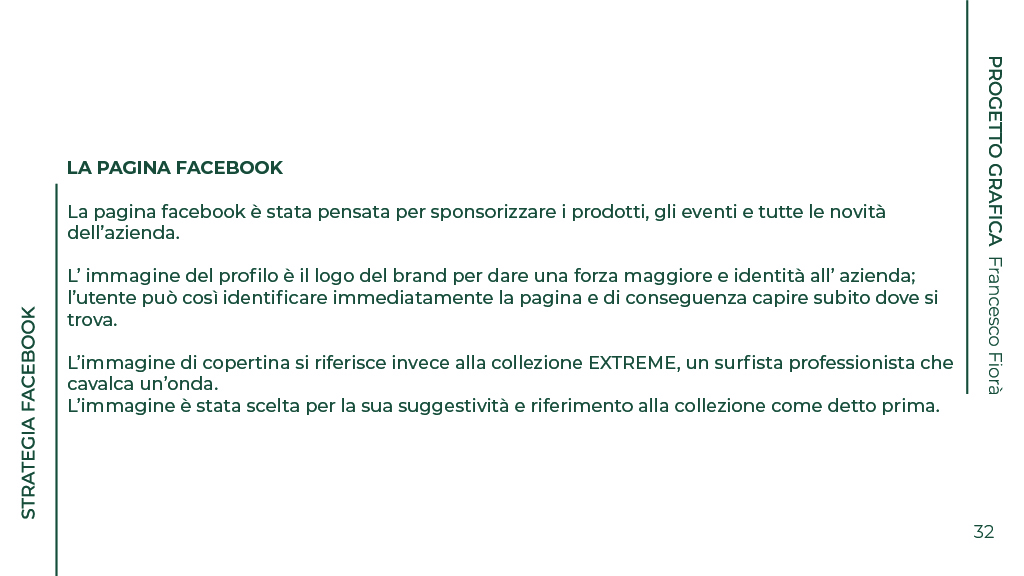 LA PAGINA FACEBOOK
La pagina facebook è stata pensata per sponsorizzare i prodotti, gli eventi e tutte le novità
dell’azienda.
L’ immagine del profilo è il logo del brand per dare una forza maggiore e identità all’ azienda;
l’utente può così identificare immediatamente la pagina e di conseguenza capire subito dove si
trova.
L’immagine di copertina si riferisce invece alla collezione EXTREME, un surfista professionista che
cavalca un’onda.
L’immagine è stata scelta per la sua suggestività e riferimento alla collezione come detto prima.
STRATEGIA FACEBOOK
PROGETTO GRAFICA Francesco Fiorà
32